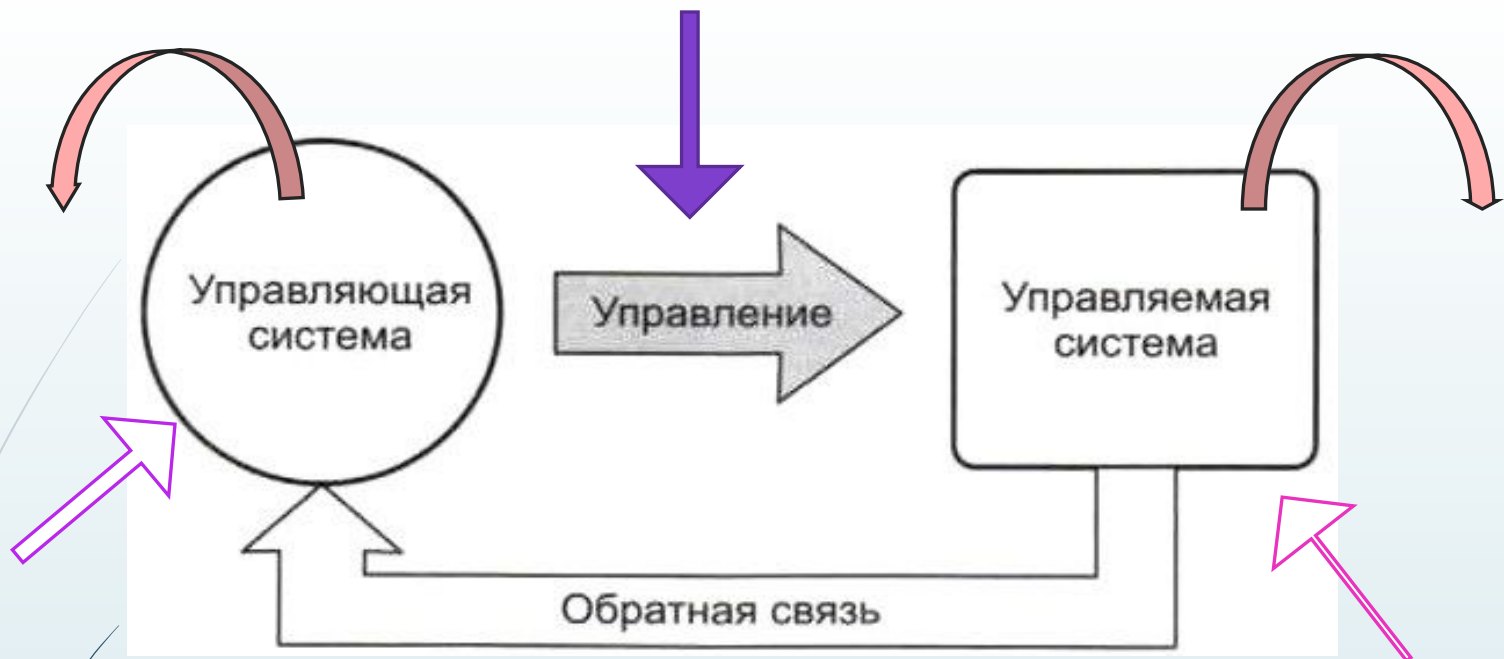 Управляющая
система
Управление
Управляемая
система
Обратная связь